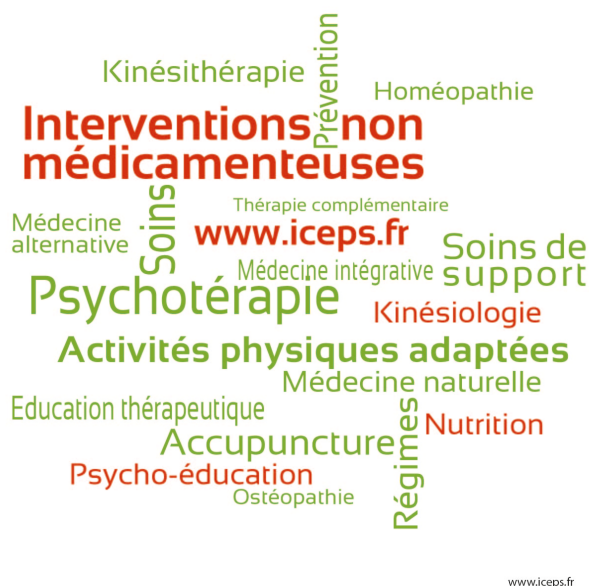 Prévention
Kinésithérapie
Homéopathie
Interventions non
médicamenteuses
Soins
Thérapie complémentaire
Médecine
alternative
www.iceps.fr
Soins de
support
Médecine intégrative
Psychotérapie
Kinésiologie
Activités physiques adaptées
Médecine naturelle
Education thérapeutique
Régimes
Nutrition
Accupuncture
Psycho-éducation
Ostéopathie
www.iceps.fr